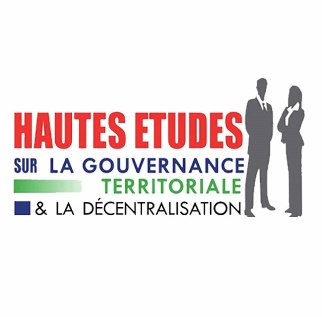 HAUTES ETUDES
SUR LA GOUVERNANCE
TERRITORIALE
& LA DÉCENTRALISATION